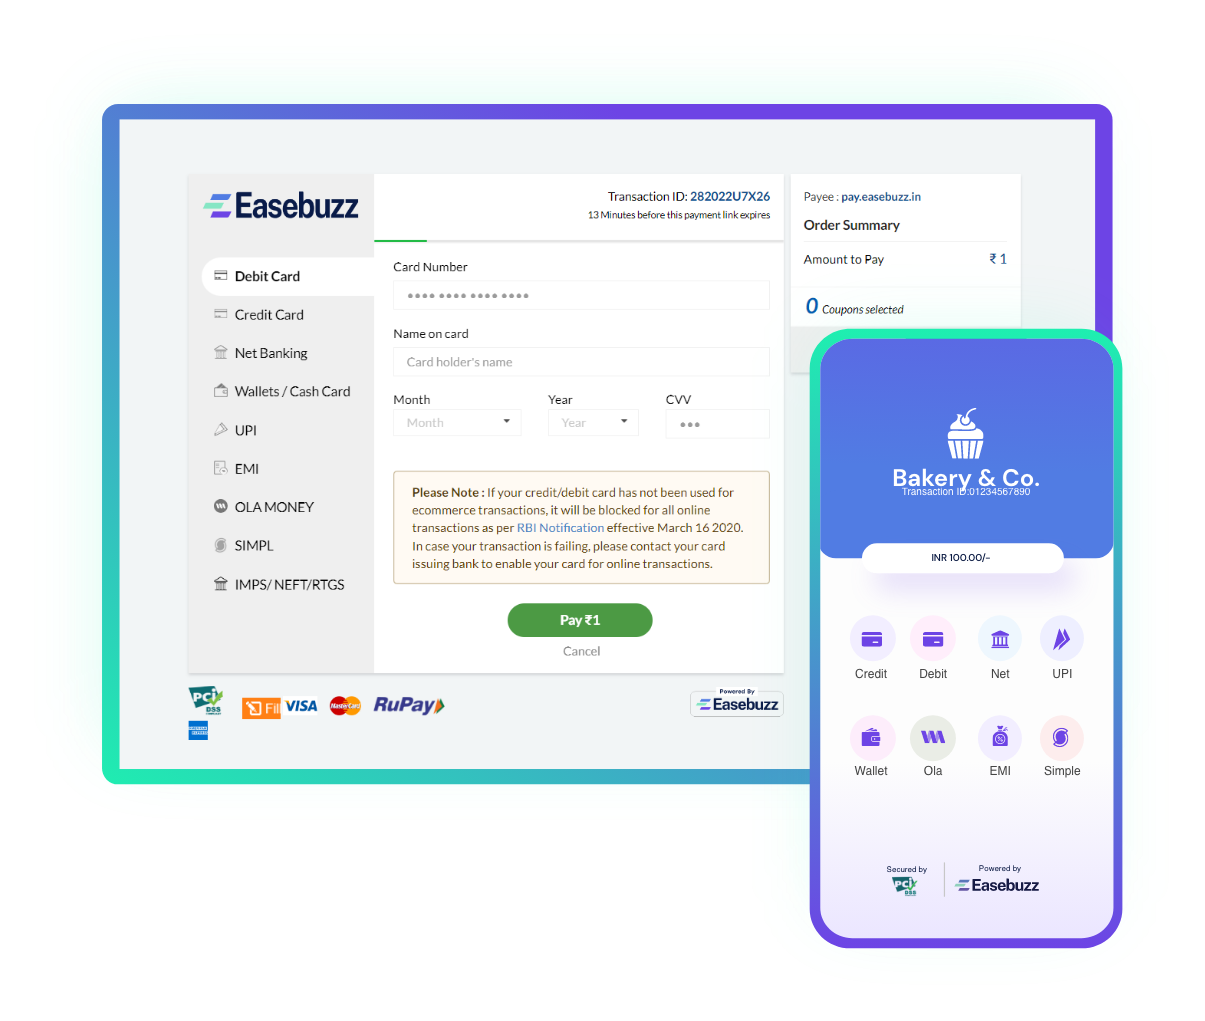 Easebuzz
Debit Card
Credit Card
Net Banking
Wallets / Cash Card
UPI
EMI
OLA MONEY
SIMPL
IMPS/ NEFT/RTGS
Transaction ID: 282022U7X26
13 Minutes before this payment link expires
Card Number
Name on card
Card holder's name
Month Year CVV
Month Year
Please Note : If your credit/debit card has not been used for
ecommerce transactions, it will be blocked for all online
transactions as per RBI Notification effective March 16 2020.
In case your transaction is failing, please contact your card
issuing bank to enable your card for online transactions.
Pay ₹1
Cancel
Payee : pay.easebuzz.in
Order Summary
Amount to Pay ₹ 1
0 Coupons selected
PCI
DSS
COMPLIANT
Fill
VISA
MasterCard
RuPay
AMERICAN
EXPRESS
Powered By
Easebuzz
Bakery & Co.
Transaction ID:01234567890
INR 100.00/-
Credit Debit Net UPI
Wallet Ola EMI Simple
Secured by
PCI
DSS
Powered by
Easebuzz